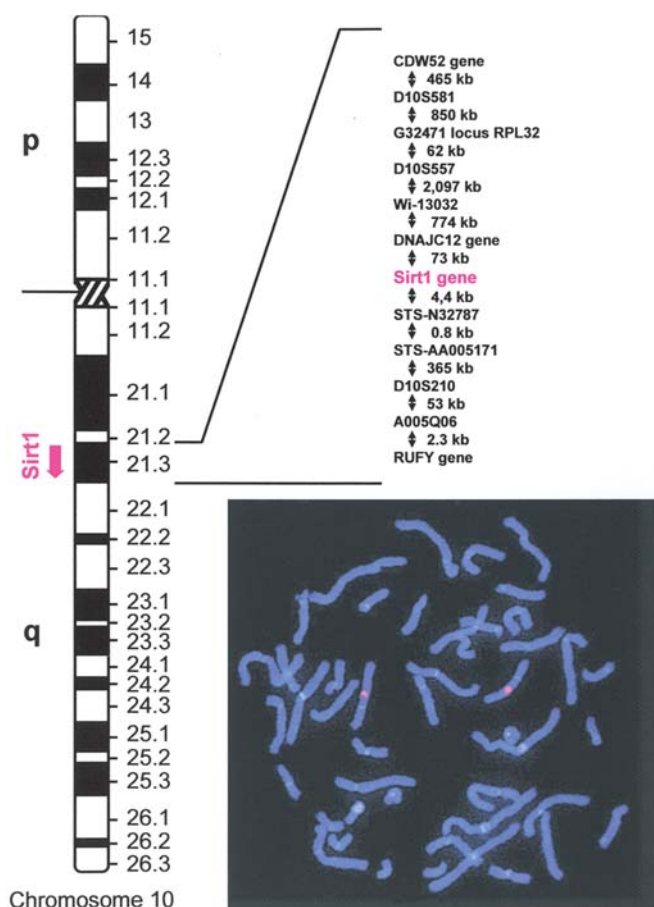 15
14
13
p
12.3
12.2
12.1
11.2
11.1
11.1
11.2
21.1
21.2
Sirt1
21.3
22.1
22.2
22.3
23.1
q
23.2
23.3
24.1
24.2
24.3
25.1
25.2
25.3
26.1
26.2
26.3
Chromosome 10
CDW52 gene
465 kb
D10S581
850 kb
G32471 locus RPL32
62 kb
D10S557
2,097 kb
Wi-13032
774 kb
DNAJC12 gene
73 kb
Sirt1 gene
4,4 kb
STS-N32787
0.8 kb
STS-AA005171
365 kb
D10S210
53 kb
A005Q06
2.3 kb
RUFY gene